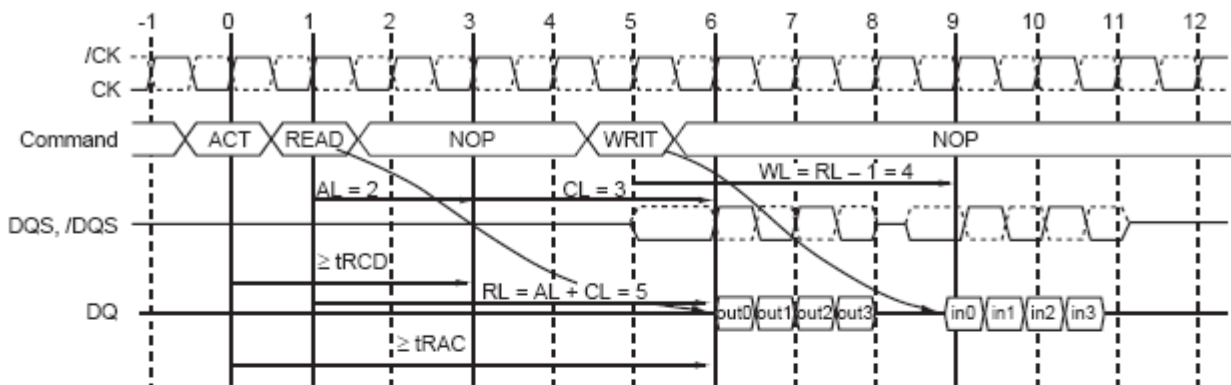 -1 0 1 2 3 4 5 6 7 8 9 10 11 12
/CK
CK
Command ACT READ NOP WRIT NOP
WL = RL − 1 = 4
AL = 2 CL = 3
DQS, /DQS
≥ tRCD
RL = AL + CL = 5
DQ out0 out1 out2 out3 in0 in1 in2 in3
≥ tRAC